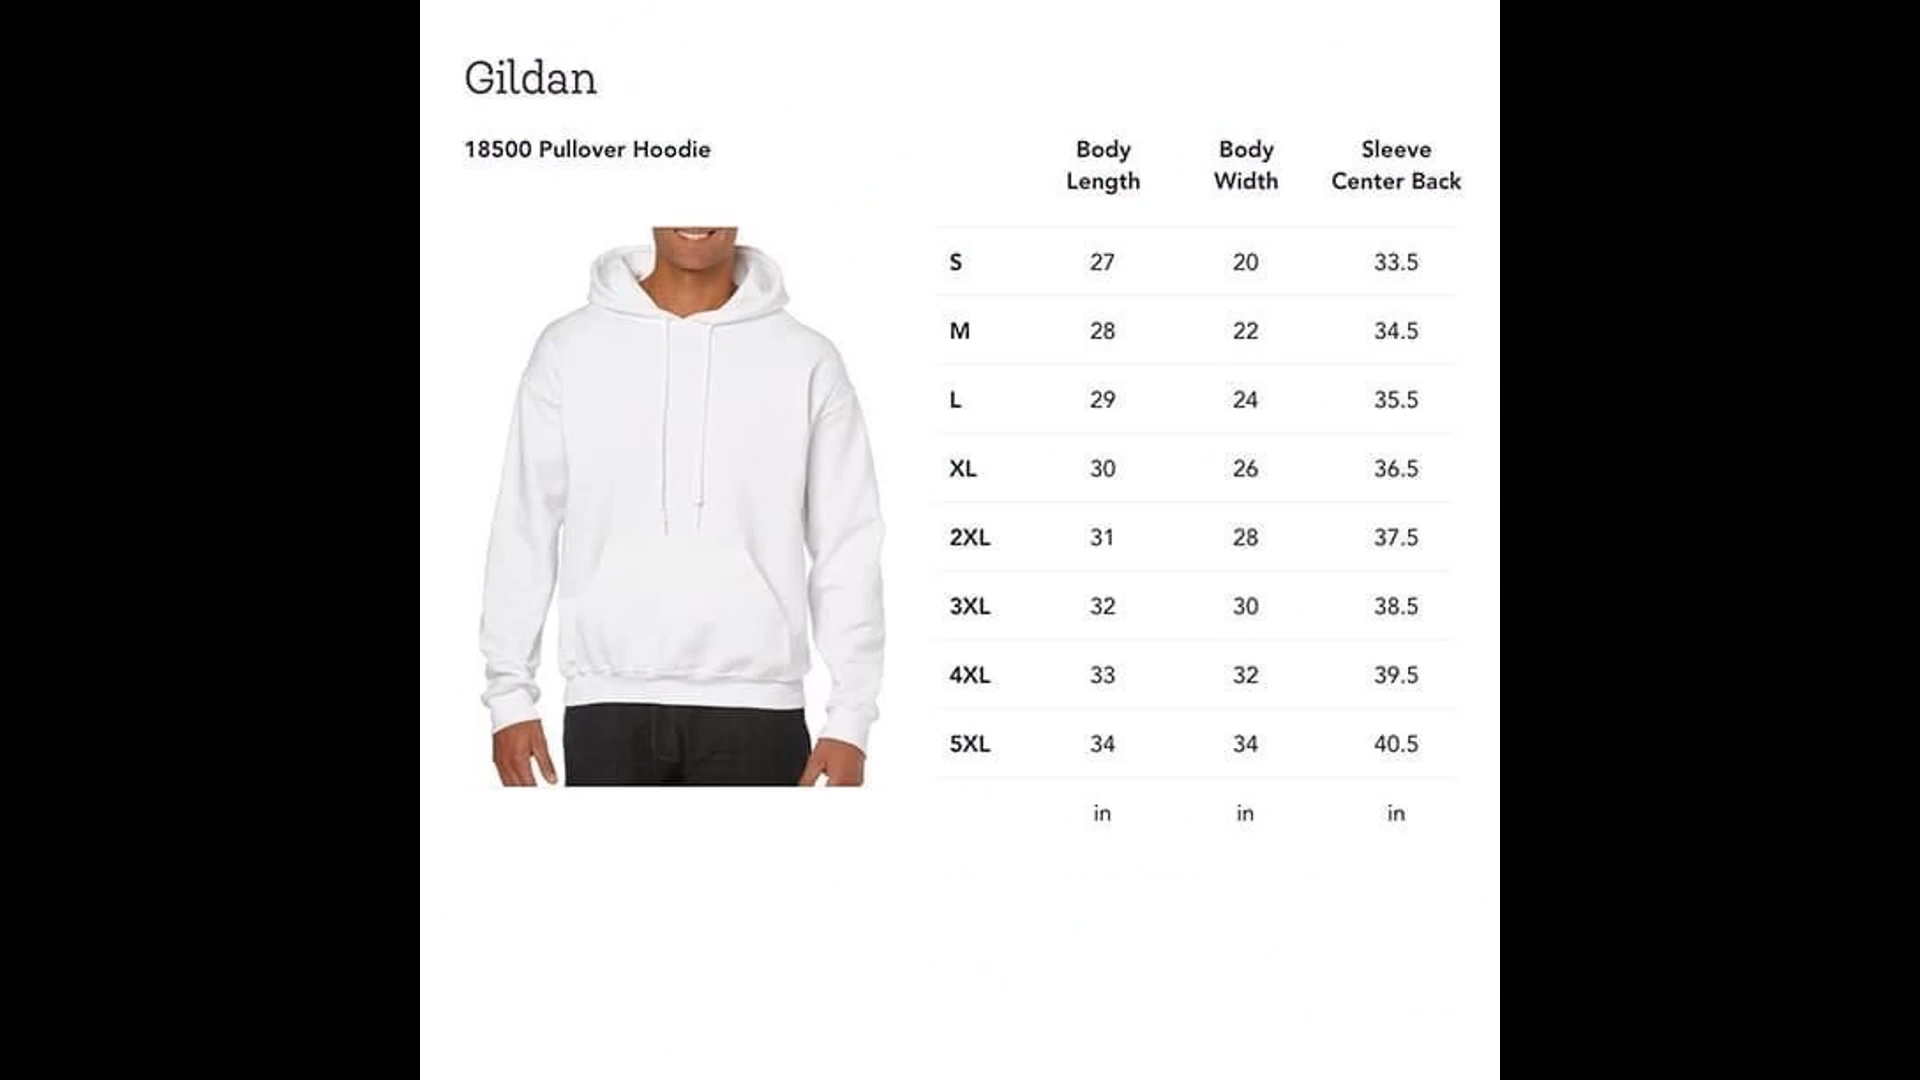 Gildan
18500 Pullover Hoodie
Body Length Body Width Sleeve Center Back
S 27 20 33.5
M 28 22 34.5
L 29 24 35.5
XL 30 26 36.5
2XL 31 28 37.5
3XL 32 30 38.5
4XL 33 32 39.5
5XL 34 34 40.5
in in in